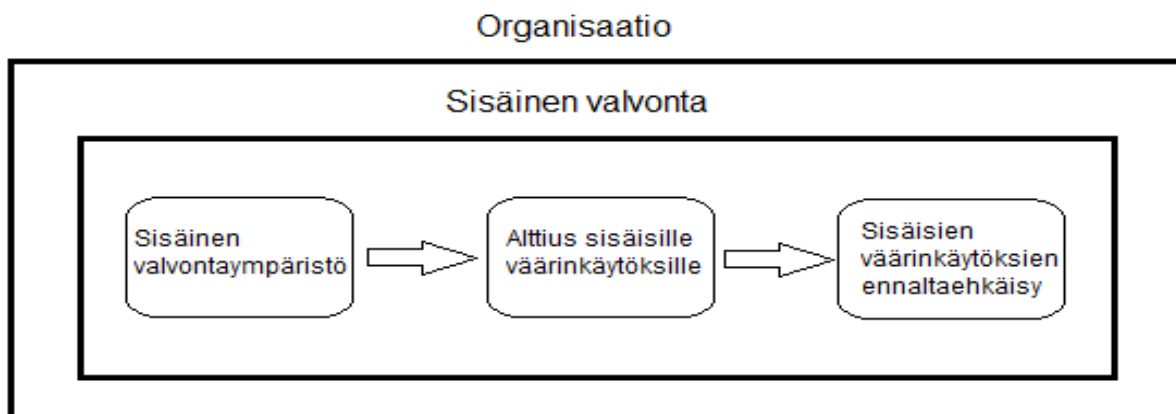 Organisaatio
Sisäinen valvonta
Sisäinen
valvontaympäristö
Alttius sisäisille
väärinkäytöksille
Sisäisien
väärinkäytöksien
ennaltaehkäisy